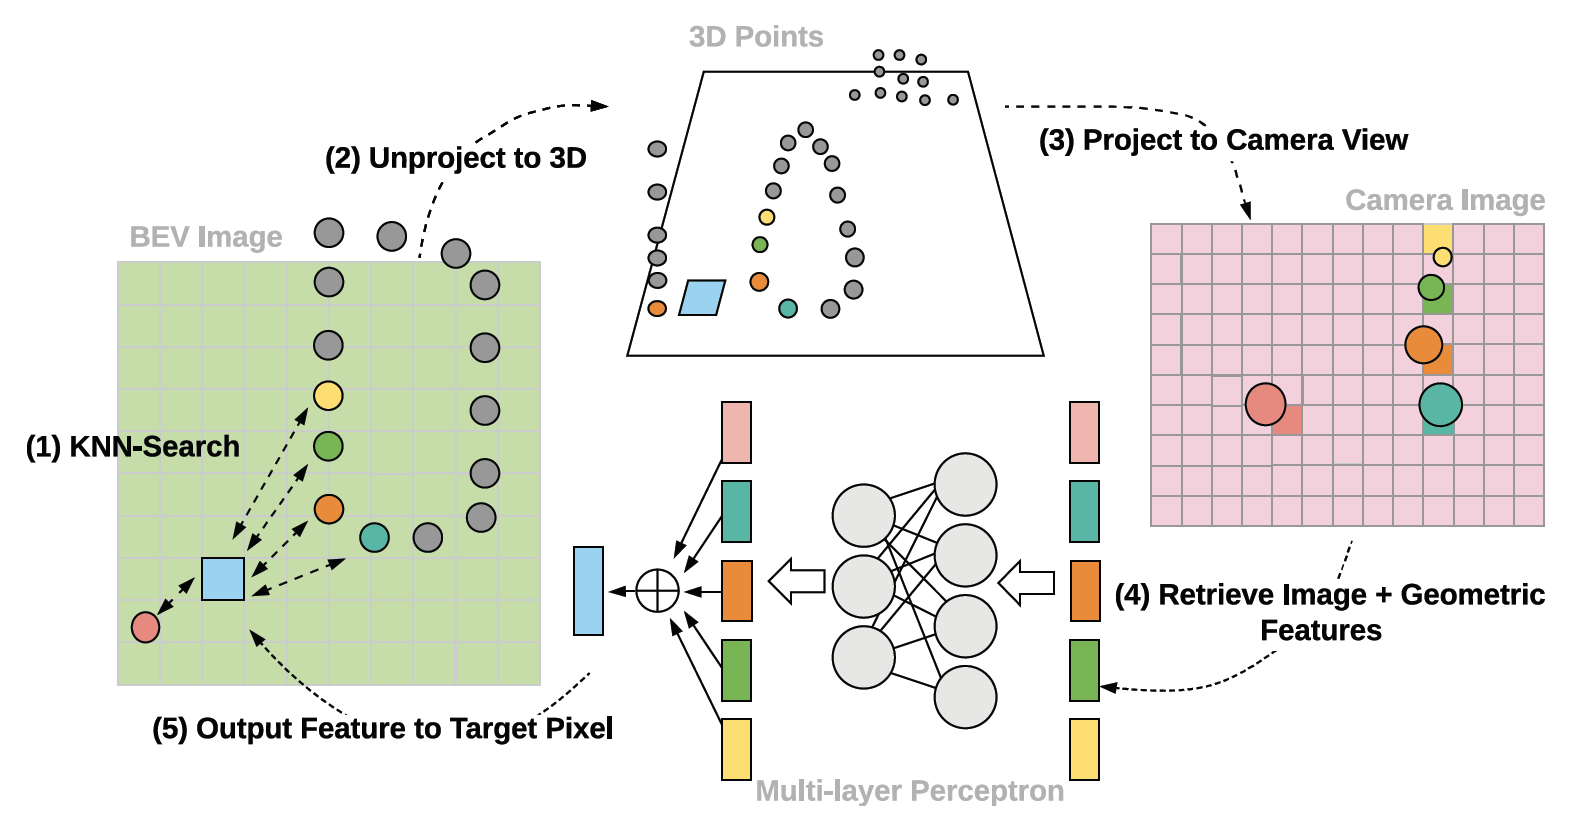 3D Points
(2) Unproject to 3D
(3) Project to Camera View
BEV Image
Camera Image
(1) KNN-Search
(4) Retrieve Image + Geometric
Features
(5) Output Feature to Target Pixel
Multi-layer Perceptron